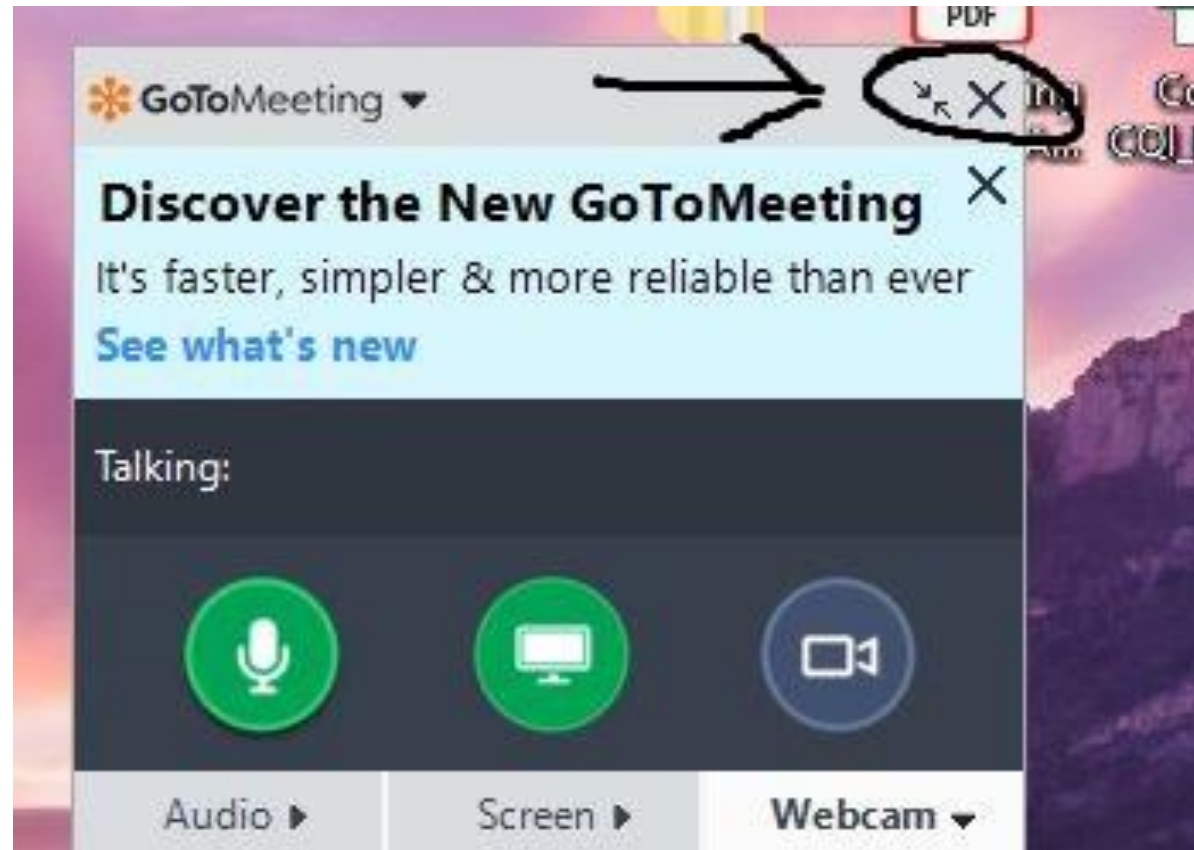 PDF
GoToMeeting
Discover the New GoToMeeting
It's faster, simpler & more reliable than ever
See what's new
Talking:
Audio
Screen
Webcam